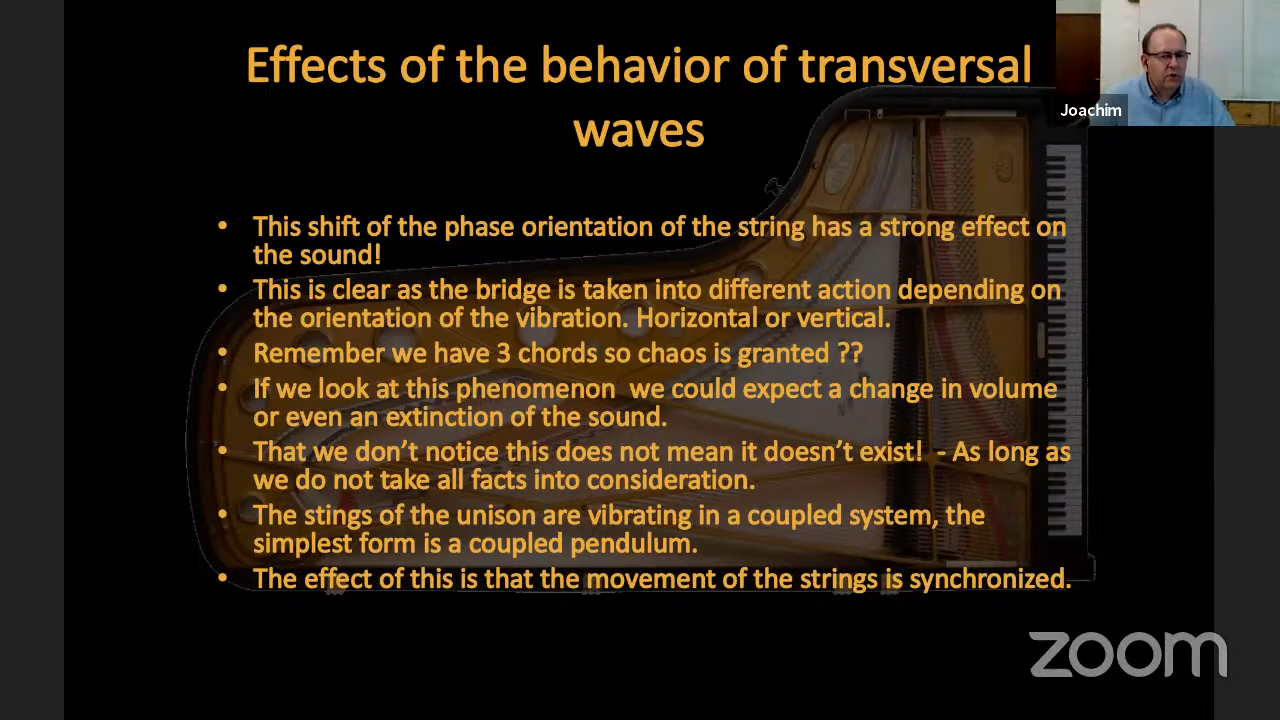 Effects of the behavior of transversal
waves
Joachim
• This shift of the phase orientation of the string has a strong effect on
the sound!
• This is clear as the bridge is taken into different action depending on
the orientation of the vibration. Horizontal or vertical.
• Remember we have 3 chords so chaos is granted ??
• If we look at this phenomenon  we could expect a change in volume
or even an extinction of the sound.
• That we don’t notice this does not mean it doesn’t exist!  - As long as
we do not take all facts into consideration.
• The stings of the unison are vibrating in a coupled system, the
simplest form is a coupled pendulum.
• The effect of this is that the movement of the strings is synchronized.
zoom